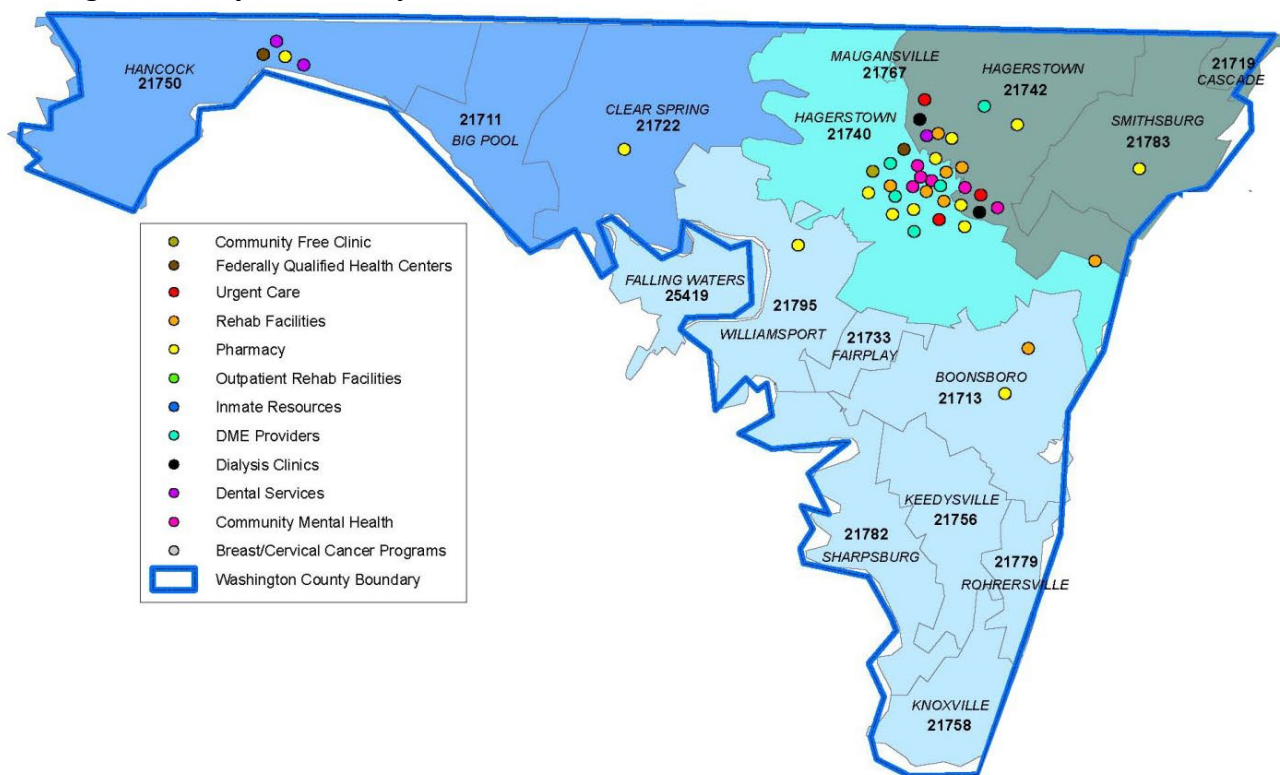 HANCOCK
21750
21711
BIG POOL
CLEAR SPRING
21722
MAUGANSVILLE
21767
HAGERSTOWN
21740
HAGERSTOWN
21742
21719
CASCADE
SMITHSBURG
21783
FALLING WATERS
25419
21795
WILLIAMSPORT
21733
FAIRPLAY
BOONSBORO
21713
KEEDYSVILLE
21756
21782
SHARPSBURG
21779
ROHRERSVILLE
KNOXVILLE
21758
Community Free Clinic
Federally Qualified Health Centers
Urgent Care
Rehab Facilities
Pharmacy
Outpatient Rehab Facilities
Inmate Resources
DME Providers
Dialysis Clinics
Dental Services
Community Mental Health
Breast/Cervical Cancer Programs
Washington County Boundary